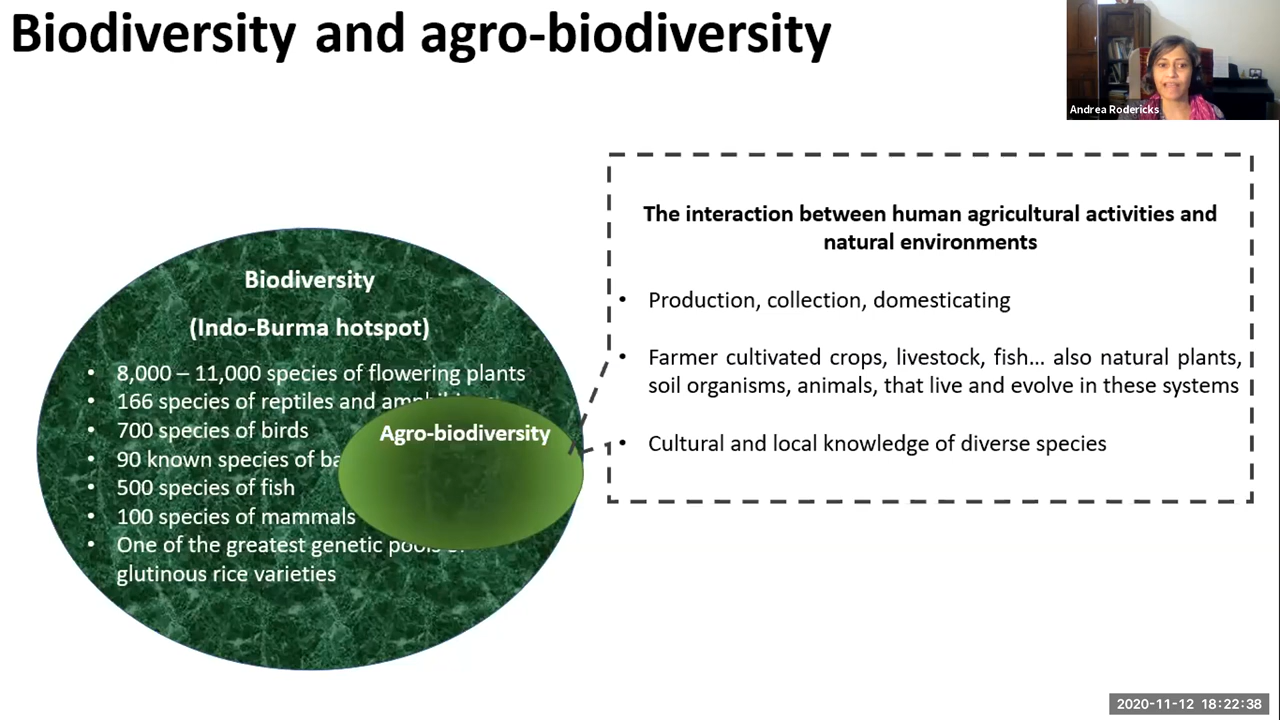 Biodiversity and agro-biodiversity
Andrea Rodericks
Biodiversity
(Indo-Burma hotspot)
• 8,000 – 11,000 species of flowering plants
• 166 species of reptiles and
• 700 species of birds
• 90 known species of
• 500 species of fish
• 100 species of mammals
• One of the greatest genetic pools of
glutinous rice varieties
Agro-biodiversity
The interaction between human agricultural activities and
natural environments
• Production, collection, domesticating
• Farmer cultivated crops, livestock, fish... also natural plants,
soil organisms, animals, that live and evolve in these systems
• Cultural and local knowledge of diverse species
2020-11-12 18:22:38